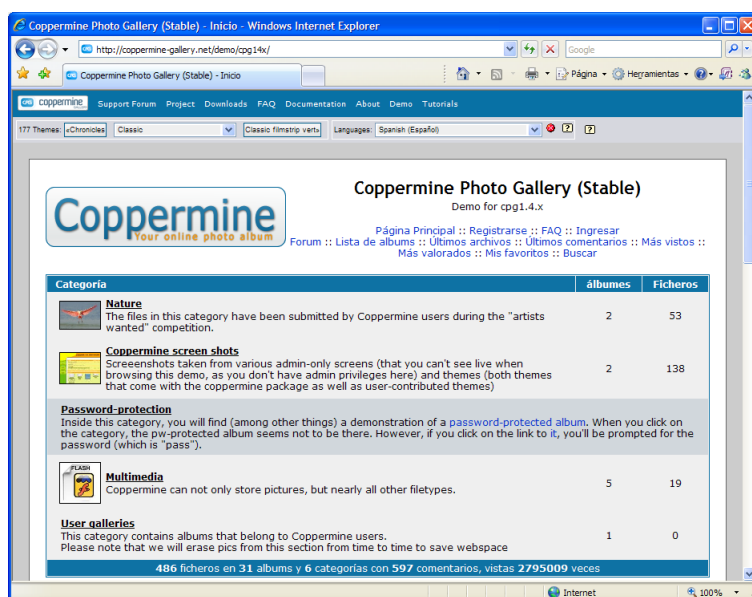 Coppermine Photo Gallery (Stable) - Inicio - Windows Internet Explorer
http://coppermine-gallery.net/demo/cpg14x/
Google
Coppermine Photo Gallery (Stable) - Inicio
Página
Herramientas
coppermine
Support Forum Project Downloads FAQ Documentation About Demo Tutorials
177 Themes: «Chronicles Classic Classic filmstrip vert» Languages: Spanish (Español)
Coppermine
Your online photo album
Coppermine Photo Gallery (Stable)
Demo for cpg1.4.x
Página Principal :: Registrarse :: FAQ :: Ingresar
Forum :: Lista de albums :: Últimos archivos :: Últimos comentarios :: Más vistos ::
Más valorados :: Mis favoritos :: Buscar
Categoría álbumes Ficheros
Nature
The files in this category have been submitted by Coppermine users during the "artists
wanted" competition.
2 53
Coppermine screen shots
Screeenshots taken from various admin-only screens (that you can't see live when
browsing this demo, as you don't have admin privileges here) and themes (both themes
that come with the coppermine package as well as user-contributed themes)
2 138
Password-protection
Inside this category, you will find (among other things) a demonstration of a password-protected album. When you click on
the category, the pw-protected album seems not to be there. However, if you click on the link to it, you'll be prompted for the
password (which is "pass").
FLASH
Multimedia
Coppermine can not only store pictures, but nearly all other filetypes.
5 19
User galleries
This category contains albums that belong to Coppermine users.
Please note that we will erase pics from this section from time to time to save webspace
1 0
486 ficheros en 31 albums y 6 categorías con 597 comentarios, vistas 2795009 veces
Internet 100%